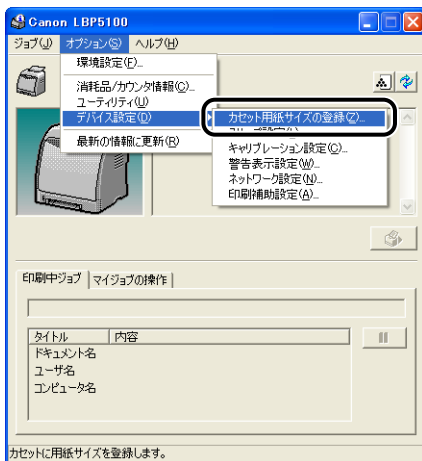 Canon LBP5100
ジョブ(J) オプション(S) ヘルプ(H)
環境設定(F)...
消耗品/カウンタ情報(C)...
ユーティリティ(U)
デバイス設定(D)
最新の情報に更新(R)
カセット用紙サイズの登録(Z)...
キャリブレーション設定(C)...
警告表示設定(W)...
ネットワーク設定(N)...
印刷補助設定(A)...
印刷中ジョブ マイジョブの操作
タイトル 内容
ドキュメント名
ユーザ名
コンピュータ名
カセットに用紙サイズを登録します。